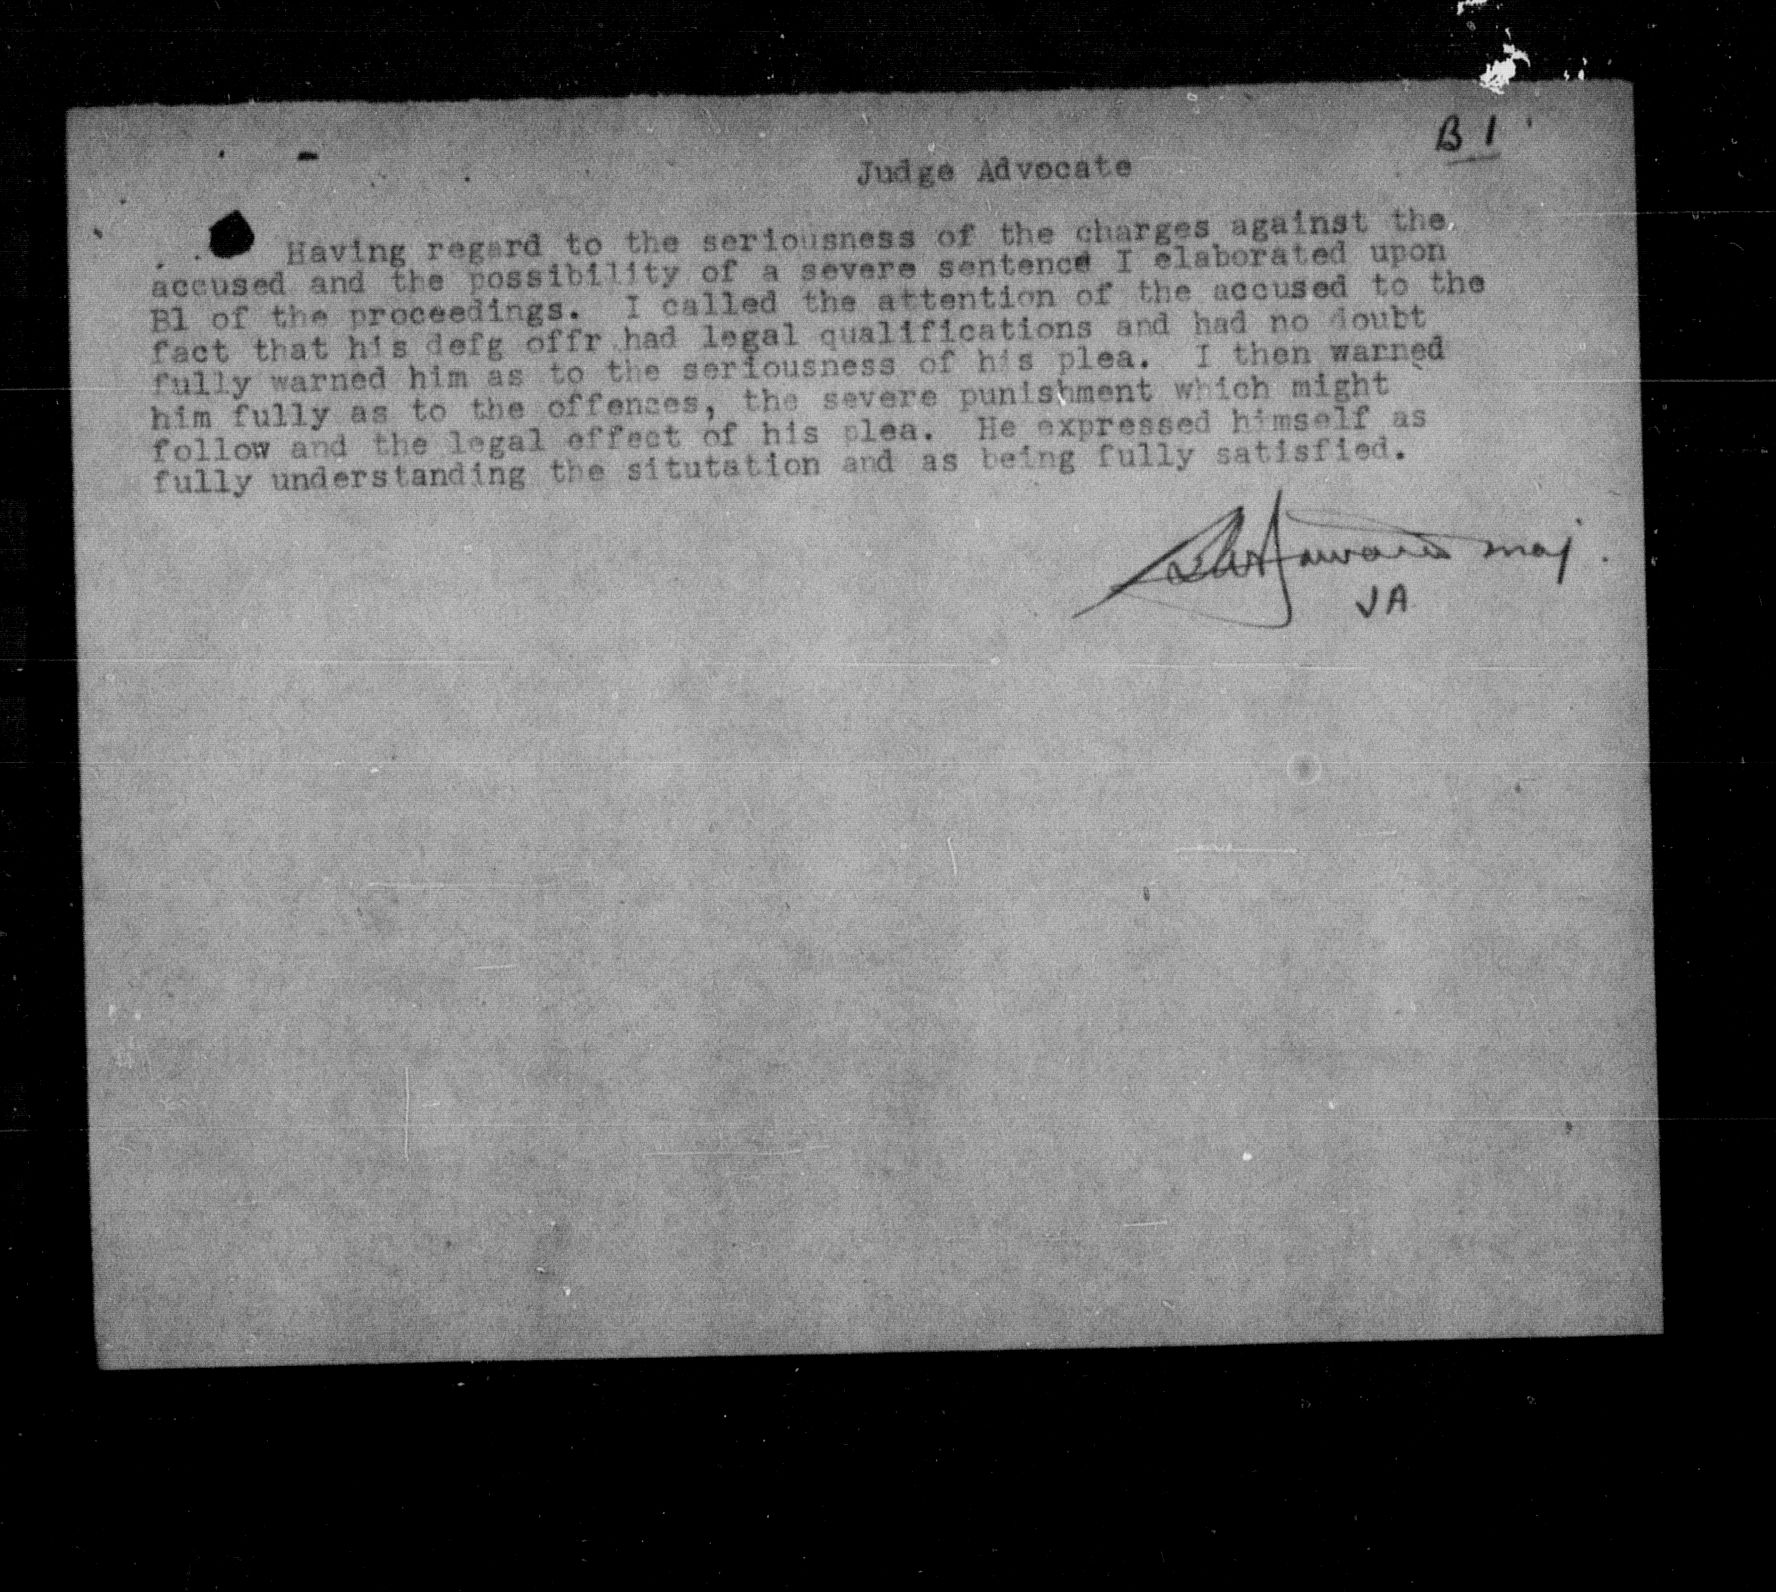 B 1
Judge Advocate
Having regard to the seriousness of the charges against the
accused and the possibility of a severe sentence I elaborated upon
B1 of the proceedings. I called the attention of the accused to the
fact that his defg offr had legal qualifications and had no doubt
fully warned him as to the seriousness of his plea. I then warned
him fully as to the offences, the severe punishment which might
follow and the legal effect of his plea. He expressed himself as
fully understanding the situtation and as being fully satisfied.
maj.
JA